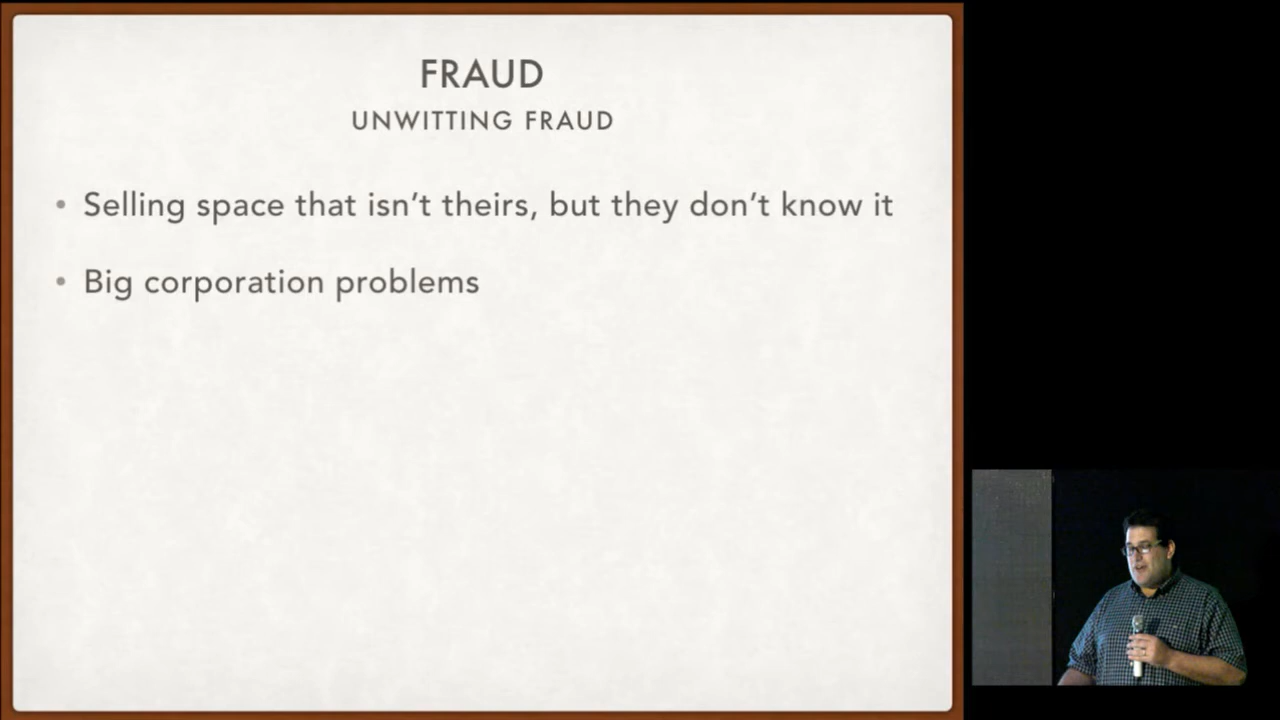 FRAUD
UNWITTING FRAUD
• Selling space that isn’t theirs, but they don’t know it
• Big corporation problems